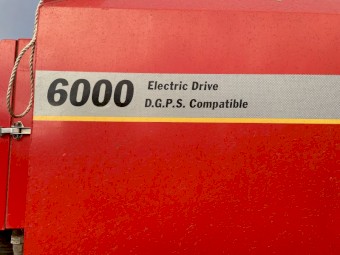 6000 Electric Drive
D.G.P.S. Compatible